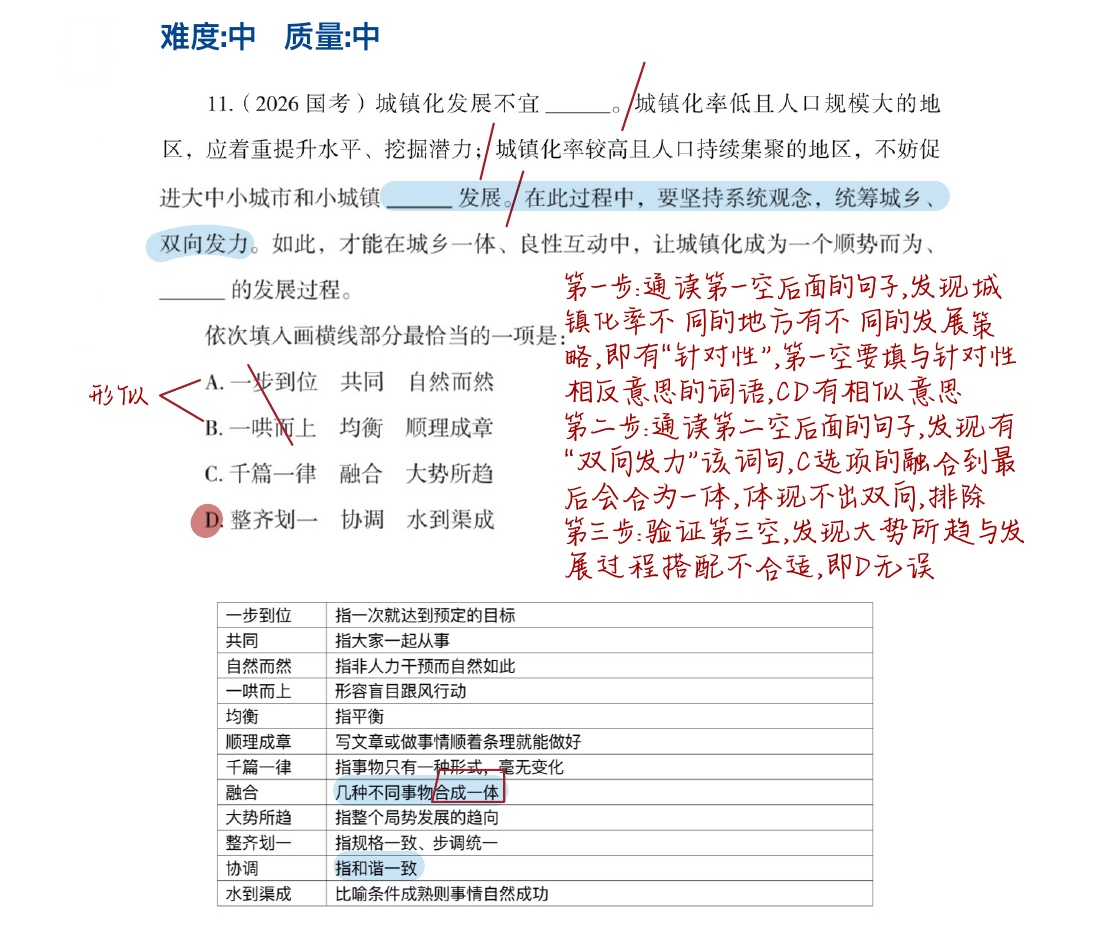 难度:中 质量:中
11.（2026 国考）城镇化发展不宜______。城镇化率低且人口规模大的地
区，应着重提升水平、挖掘潜力；城镇化率较高且人口持续集聚的地区，不妨促
进大中小城市和小城镇______发展。在此过程中，要坚持系统观念，统筹城乡、
双向发力。如此，才能在城乡一体、良性互动中，让城镇化成为一个顺势而为、
______的发展过程。
依次填入画横线部分最恰当的一项是：
A. 一步到位 共同 自然而然
B. 一哄而上 均衡 顺理成章
C. 千篇一律 融合 大势所趋
D. 整齐划一 协调 水到渠成
形似
第一步:通读第一空后面的句子,发现城
镇化率不同的地方有不同的发展策
略,即有“针对性”,第一空要填与针对性
相反意思的词语,CD有相似意思
第二步:通读第二空后面的句子,发现有
“双向发力”该词句,C选项的融合到最
后会合为一体,体现不出双向,排除
第三步:验证第三空,发现大势所趋与发
展过程搭配不合适,即D无误
一步到位 指一次就达到预定的目标
共同 指大家一起从事
自然而然 指非人力干预而自然如此
一哄而上 形容盲目跟风行动
均衡 指平衡
顺理成章 写文章或做事情顺着条理就能做好
千篇一律 指事物只有一种形式，毫无变化
融合 几种不同事物合成一体
大势所趋 指整个局势发展的趋向
整齐划一 指规格一致、步调统一
协调 指和谐一致
水到渠成 比喻条件成熟则事情自然成功